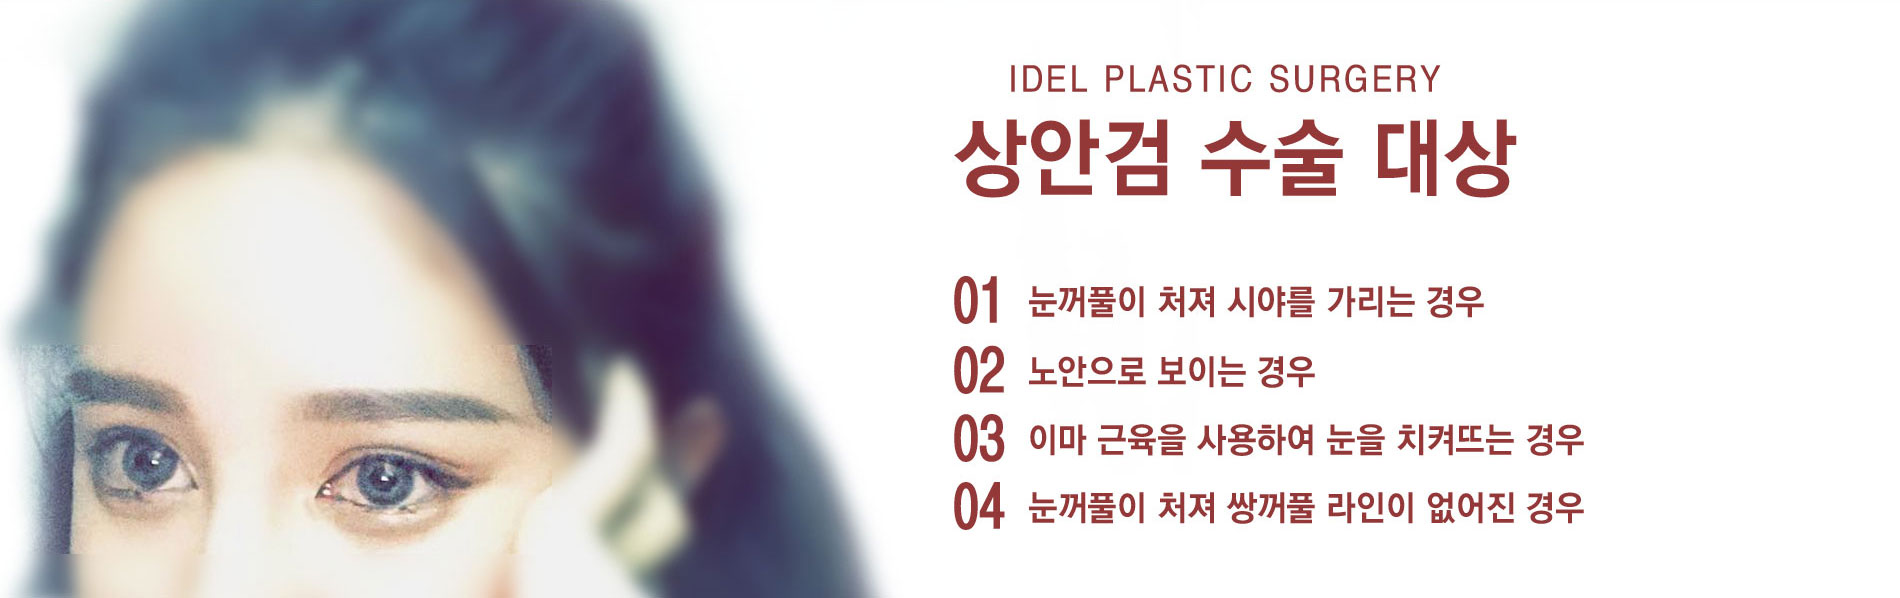 IDEL PLASTIC SURGERY
상안검 수술 대상
01 눈꺼풀이 처져 시야를 가리는 경우
02 노안으로 보이는 경우
03 이마 근육을 사용하여 눈을 치켜뜨는 경우
04 눈꺼풀이 처져 쌍꺼풀 라인이 없어진 경우